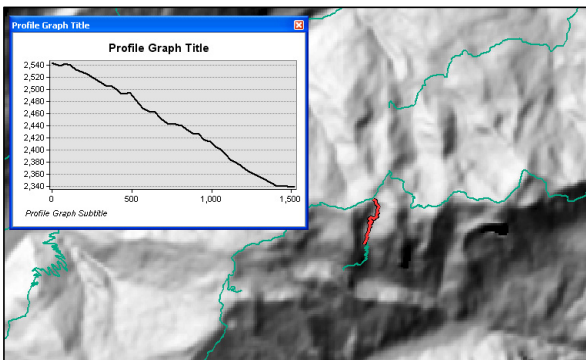 Profile Graph Title
Profile Graph Title
2,540
2,520
2,500
2,480
2,460
2,440
2,420
2,400
2,380
2,360
2,340
0 500 1,000 1,500
Profile Graph Subtitle